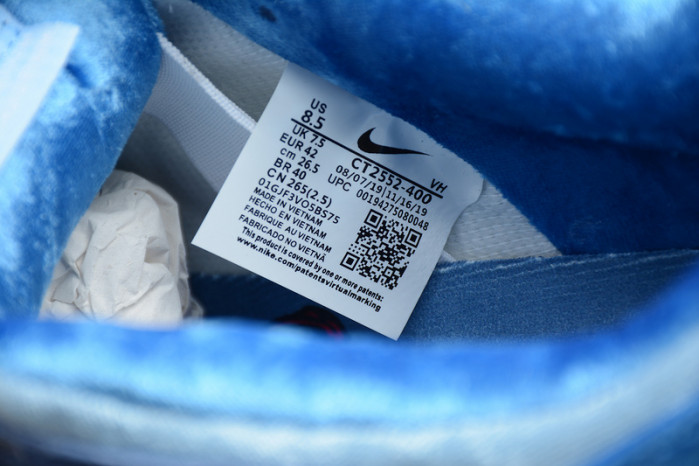 US
8.5
UK 7.5
EUR 42
cm 26.5
BR 40
CN 265(2.5)
01GJF3VO5BS75
MADE IN VIETNAM
HECHO EN VIETNAM
FABRIQUE AU VIETNAM
FABRICADO NO VIETNÃ
This product is covered by one or more patents:
www.nike.com/patentsvirtualmarking
VH
CT2552-400
08/07/19|11/16/19
UPC 00194275080048